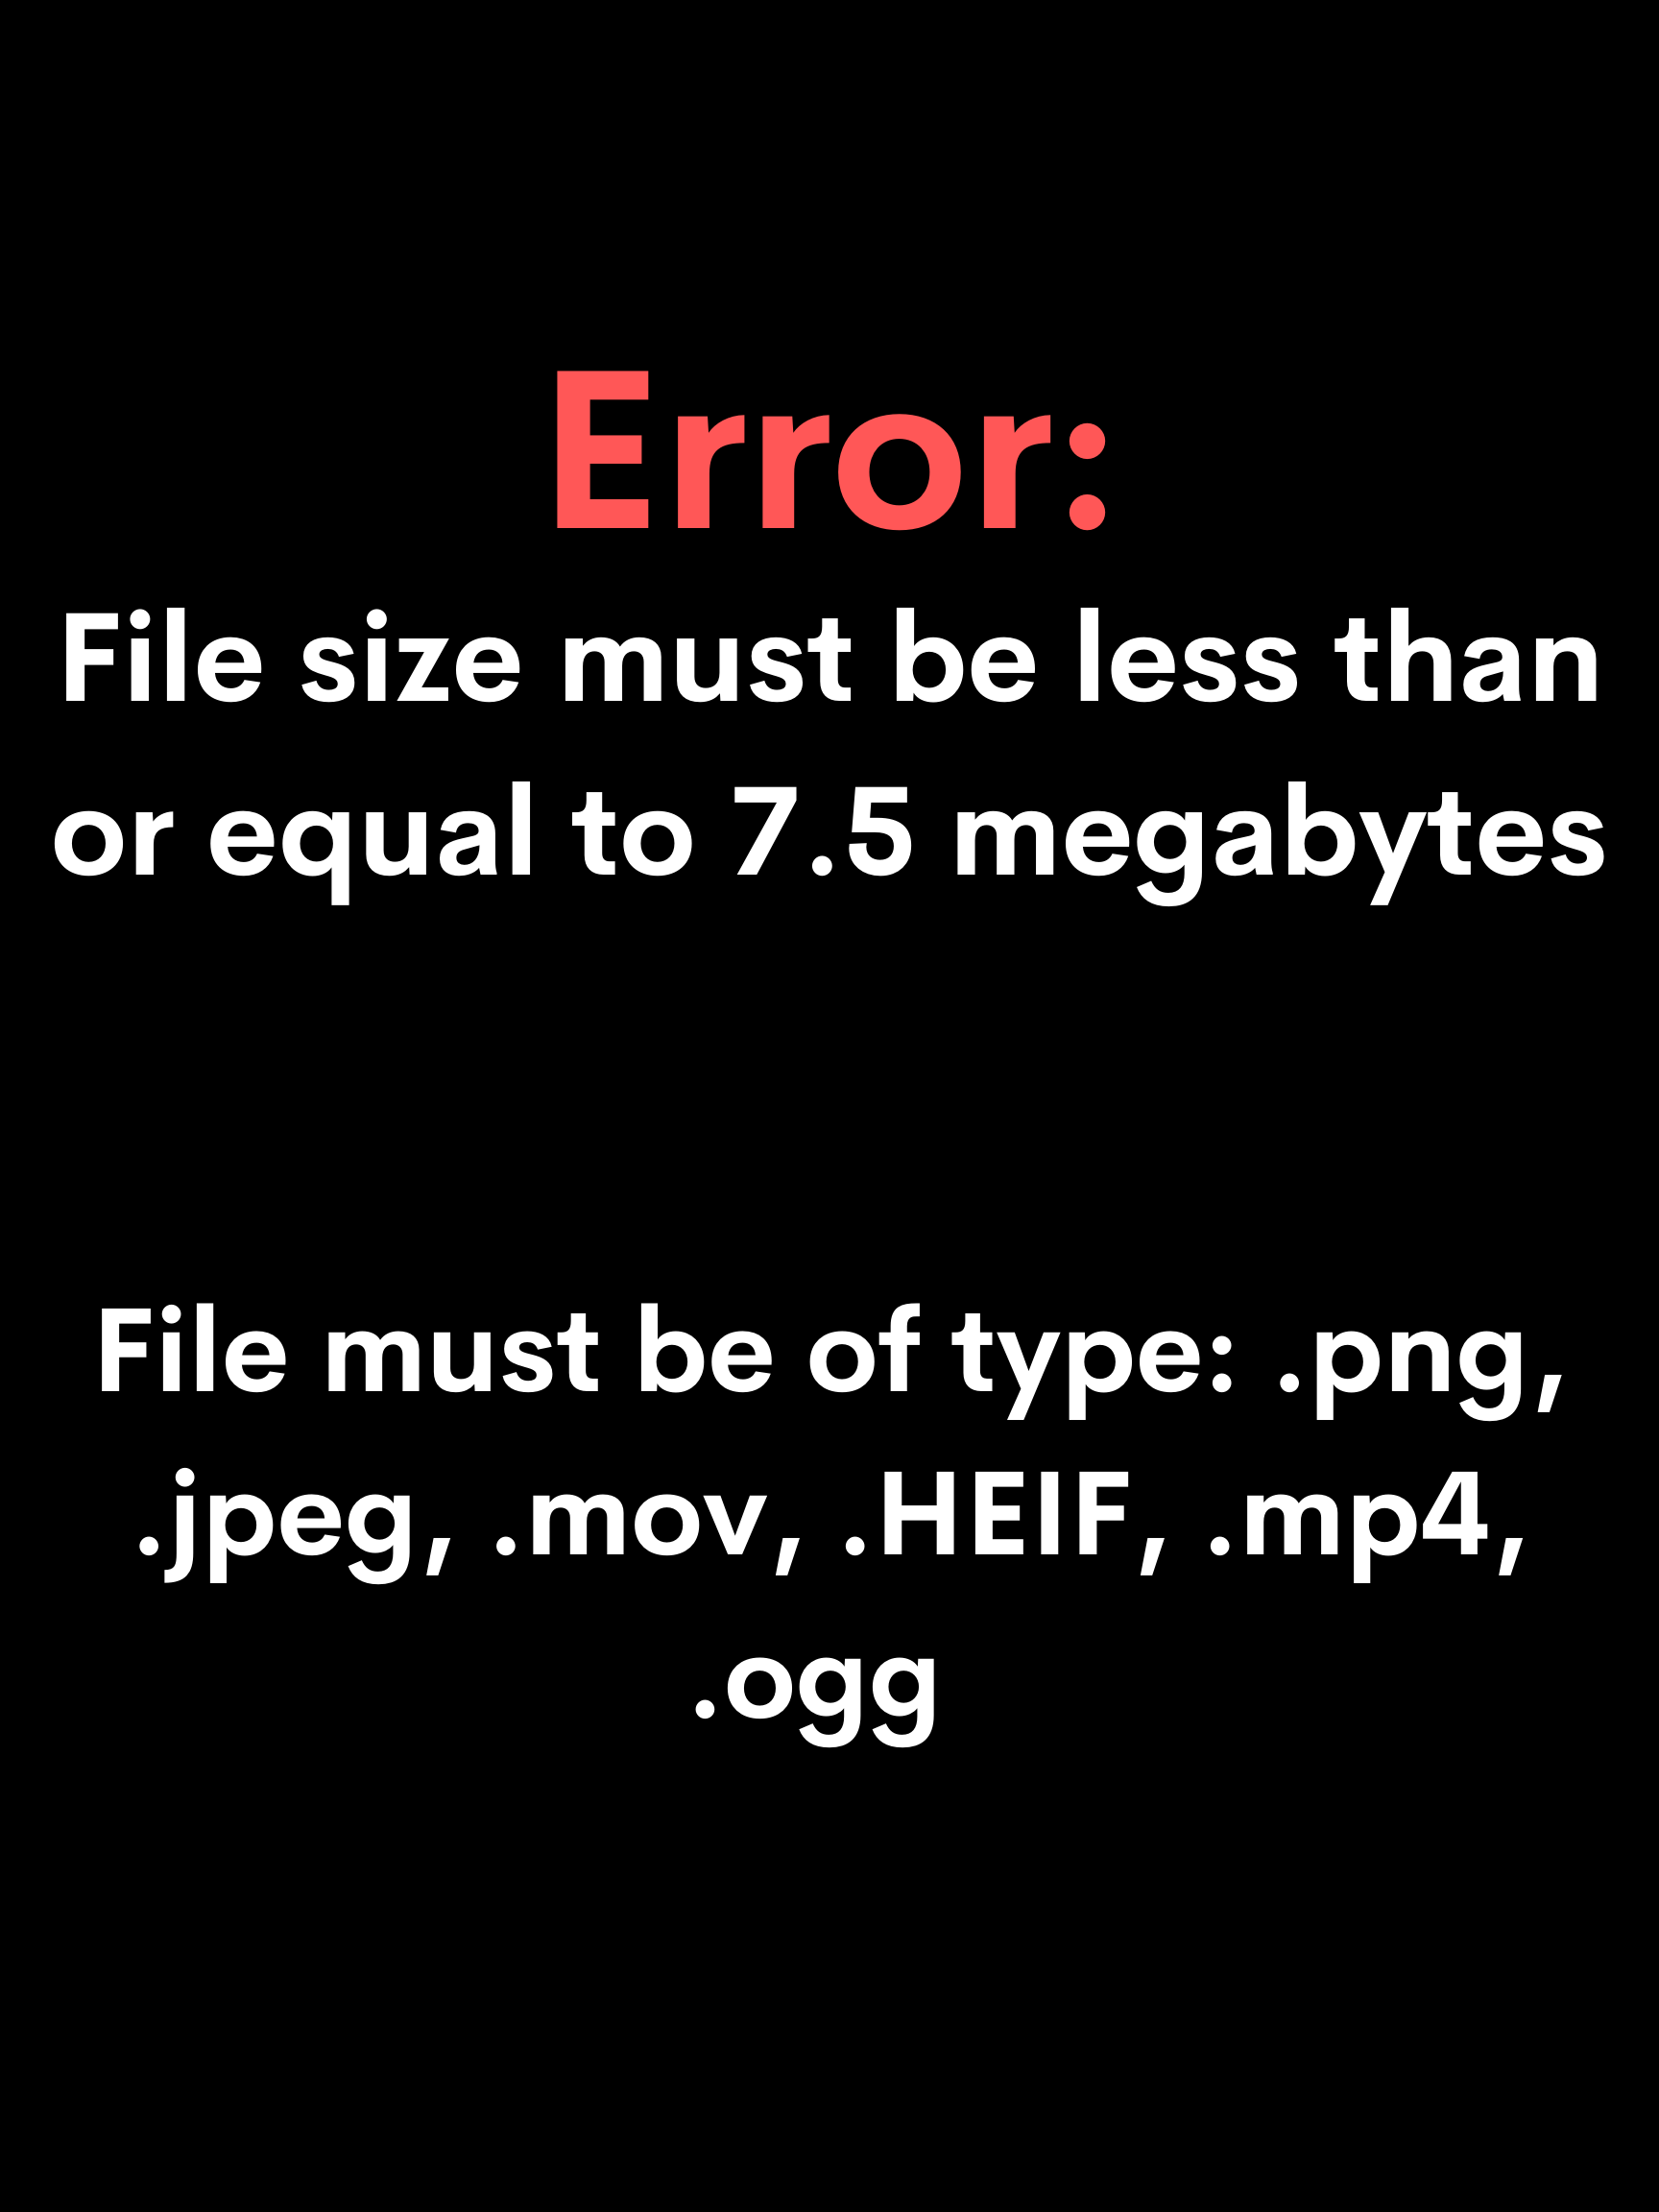 Error:
File size must be less than
or equal to 7.5 megabytes
File must be of type: .png,
.jpeg, .mov, .HEIF, .mp4,
.ogg